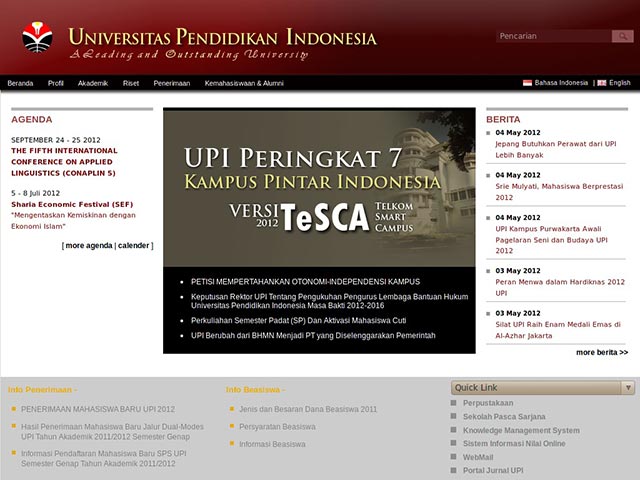 UNIVERSITAS PENDIDIKAN INDONESIA
A Leading and Outstanding University
Pencarian
Beranda Profil Akademik Riset Penerimaan Kemahasiswaan & Alumni
Bahasa Indonesia | English
AGENDA
SEPTEMBER 24 - 25 2012
THE FIFTH INTERNATIONAL
CONFERENCE ON APPLIED
LINGUISTICS (CONAPLIN 5)
5 - 8 Juli 2012
Sharia Economic Festival (SEF)
"Mengentaskan Kemiskinan dengan
Ekonomi Islam"
[ more agenda | calender ]
UPI PERINGKAT 7
KAMPUS PINTAR INDONESIA
VERSI
2012
TeSCA
TELKOM
SMART
CAMPUS
PETISI MEMPERTAHANKAN OTONOMI-INDEPENDENSI KAMPUS
Keputusan Rektor UPI Tentang Pengukuhan Pengurus Lembaga Bantuan Hukum
Universitas Pendidikan Indonesia Masa Bakti 2012-2016
Perkuliahan Semester Padat (SP) Dan Aktivasi Mahasiswa Cuti
UPI Berubah dari BHMN Menjadi PT yang Diselenggarakan Pemerintah
BERITA
04 May 2012
Jepang Butuhkan Perawat dari UPI
Lebih Banyak
04 May 2012
Srie Mulyati, Mahasiswa Berprestasi
2012
04 May 2012
UPI Kampus Purwakarta Awali
Pagelaran Seni dan Budaya UPI
2012
03 May 2012
Peran Menwa dalam Hardiknas 2012
UPI
03 May 2012
Silat UPI Raih Enam Medali Emas di
Al-Azhar Jakarta
more berita >>
Info Penerimaan -
PENERIMAAN MAHASISWA BARU UPI 2012
Hasil Penerimaan Mahasiswa Baru Jalur Dual-Modes
UPI Tahun Akademik 2011/2012 Semester Genap
Informasi Pendaftaran Mahasiswa Baru SPS UPI
Semester Genap Tahun Akademik 2011/2012
Info Beasiswa -
Jenis dan Besaran Dana Beasiswa 2011
Persyaratan Beasiswa
Informasi Beasiswa
Quick Link
Perpustakaan
Sekolah Pasca Sarjana
Knowledge Management System
Sistem Informasi Nilai Online
WebMail
Portal Jurnal UPI